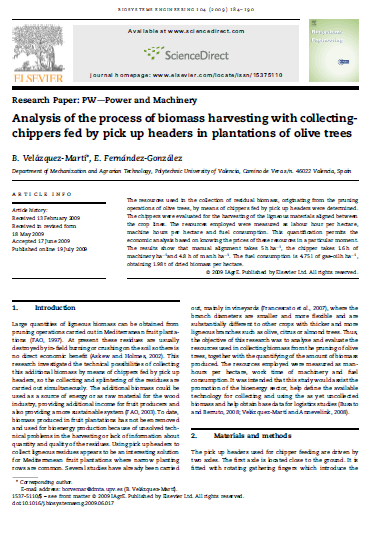 BIOSYSTEMS ENGINEERING 104 (2009) 184–190
Available at www.sciencedirect.com
ScienceDirect
journal homepage: www.elsevier.com/locate/issn/15375110
ELSEVIER
Biosystems
Engineering
Research Paper: PW—Power and Machinery
Analysis of the process of biomass harvesting with collecting-
chippers fed by pick up headers in plantations of olive trees
B. Velázquez-Martí*, E. Fernández-González
Department of Mechanization and Agrarian Technology, Polytechnic University of Valencia, Camino de Vera s/n. 46022 Valencia, Spain
ARTICLE INFO
Article history:
Received 13 February 2009
Received in revised form
18 May 2009
Accepted 17 June 2009
Published online 19 July 2009
The resources used in the collection of residual biomass, originating from the pruning
operations of olive trees, by means of chippers fed by pick up headers were determined.
The chippers were evaluated for the harvesting of the ligneous materials aligned between
the crop lines. The resources employed were measured as labour hour per hectare,
machine hours per hectare and fuel consumption. This quantification permits the
economic analysis based on knowing the prices of these resources in a particular moment.
The results show that manual alignment takes 5 h ha⁻¹, the chipper takes 1.6 h of
machinery ha⁻¹ and 4.8 h of man h ha⁻¹. The fuel consumption is 4.75 l of gas-oil h ha⁻¹,
obtaining 1.98 t of dried biomass per hectare.
© 2009 IAgrE. Published by Elsevier Ltd. All rights reserved.
1. Introduction
Large quantities of ligneous biomass can be obtained from
pruning operations carried out in Mediterranean fruit planta-
tions (FAO, 1997). At present these residues are usually
destroyed by in-field burning or crushing on the soil so there is
no direct economic benefit (Askew and Holmes, 2002). This
research investigated the technical possibilities of collecting
this additional biomass by means of chippers fed by pick up
headers, so the collecting and splintering of the residues are
carried out simultaneously. The additional biomass could be
used as a source of energy or as raw material for the wood
industry, providing additional income for fruit producers and
also providing a more sustainable system (FAO, 2003). To date,
biomass produced in fruit plantations has not been removed
and used for bioenergy production because of unsolved tech-
nical problems in the harvesting or lack of information about
quantity and quality of the residues. Using pick up headers to
collect ligneous residues appears to be an interesting solution
for Mediterranean fruit plantations where narrow planting
rows are common. Several studies have already been carried
out, mainly in vineyards (Francescato et al., 2007), where the
branch diameters are smaller and more flexible and are
substantially different to other crops with thicker and more
ligneous branches such as olive, citrus or almond trees. Thus,
the objective of this research was to analyse and evaluate the
resources used in collecting biomass from the pruning of olive
trees, together with the quantifying of the amount of biomass
produced. The resources employed were measured as man-
hours per hectare, work time of machinery and fuel
consumption. It was intended that this study would assist the
promotion of the bioenergy sector, help define the available
technology for collecting and using the as yet uncollected
biomass and help obtain base data for logistics studies (Busato
and Berruto, 2008; Velázquez-Martí and Annevelink, 2008).
2. Materials and methods
The pick up headers used for chipper feeding are driven by
two axles. The first axle is located close to the ground. It is
fitted with rotating gathering fingers which introduce the
* Corresponding author.
E-mail address: borvemar@dmta.upv.es (B. Velázquez-Martí).
1537-5110/$ – see front matter © 2009 IAgrE. Published by Elsevier Ltd. All rights reserved.
doi:10.1016/j.biosystemseng.2009.06.017